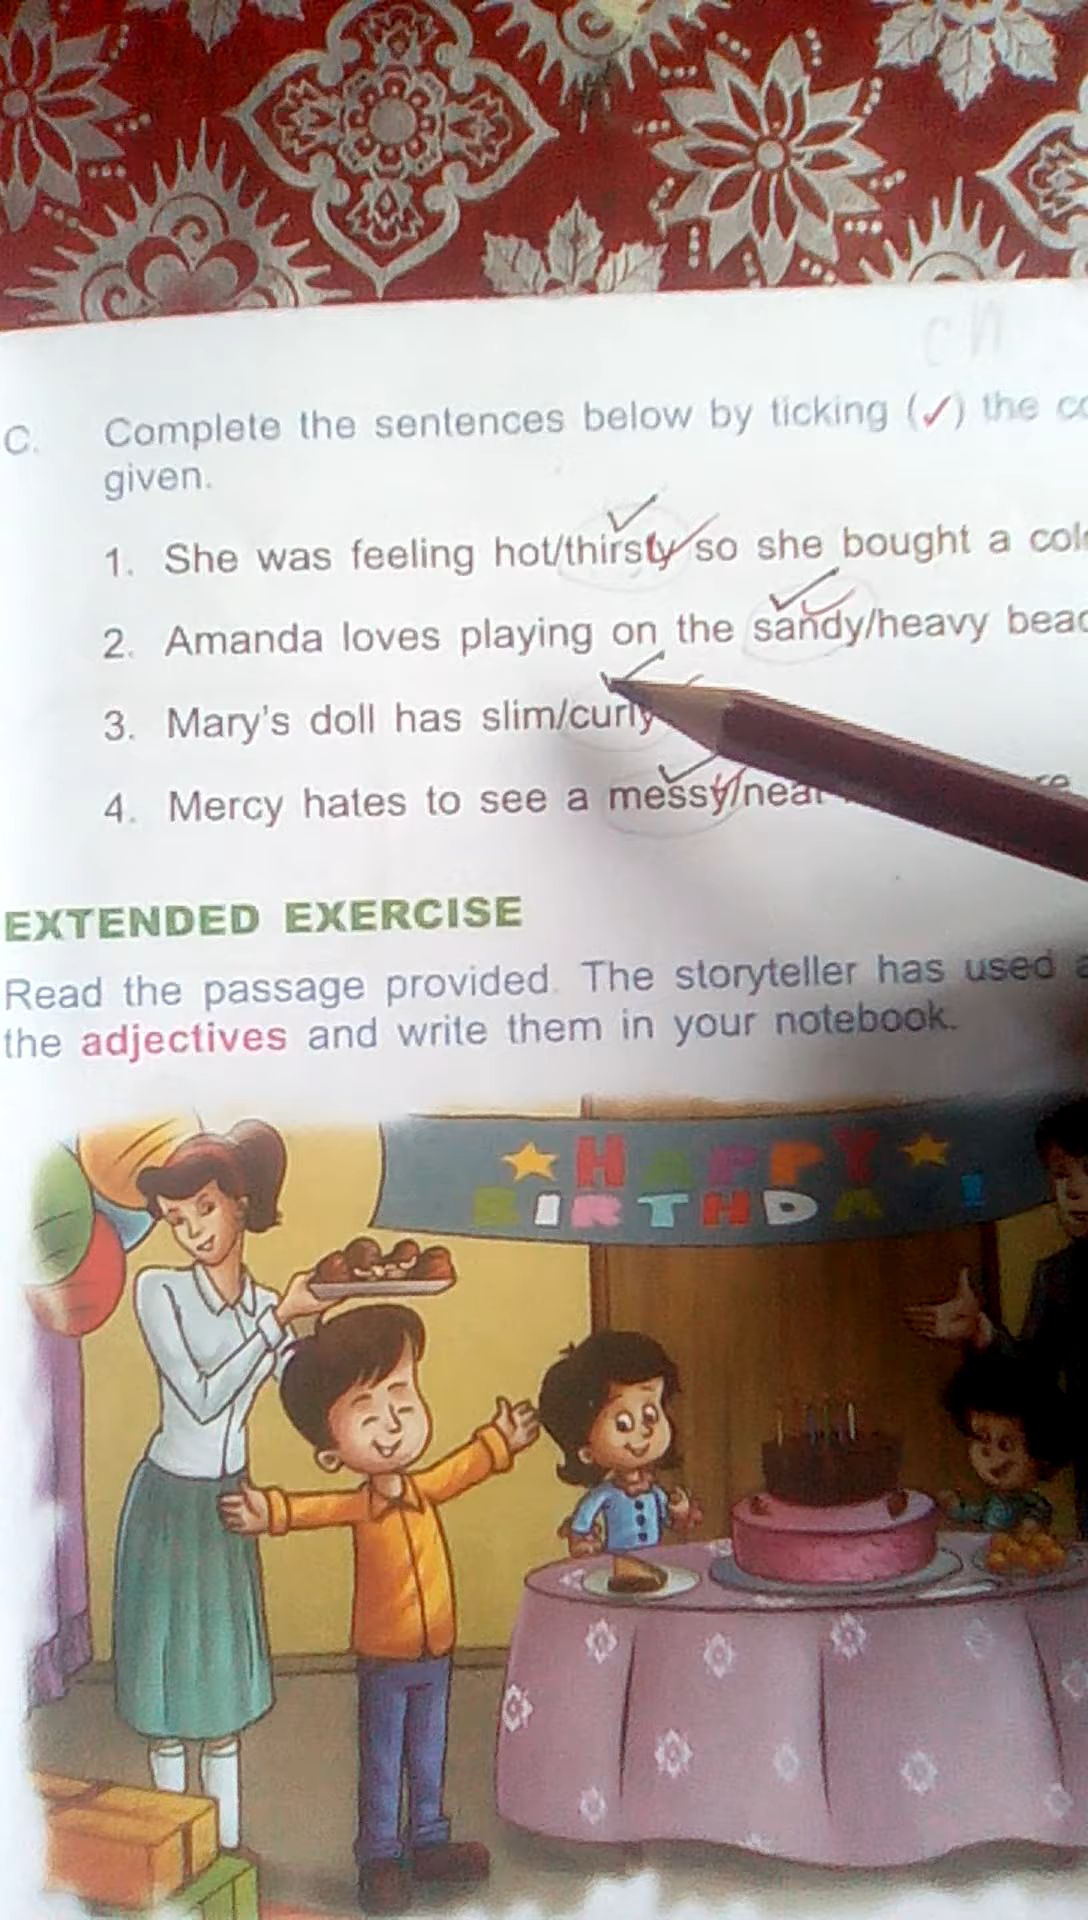 C. Complete the sentences below by ticking (✓) the
given.
1. She was feeling hot/thirsty so she bought a
2. Amanda loves playing on the sandy/heavy
3. Mary's doll has slim/curly
4. Mercy hates to see a messy/neat
EXTENDED EXERCISE
Read the passage provided. The storyteller has used
the adjectives and write them in your notebook.
HAPPY
BIRTHDA